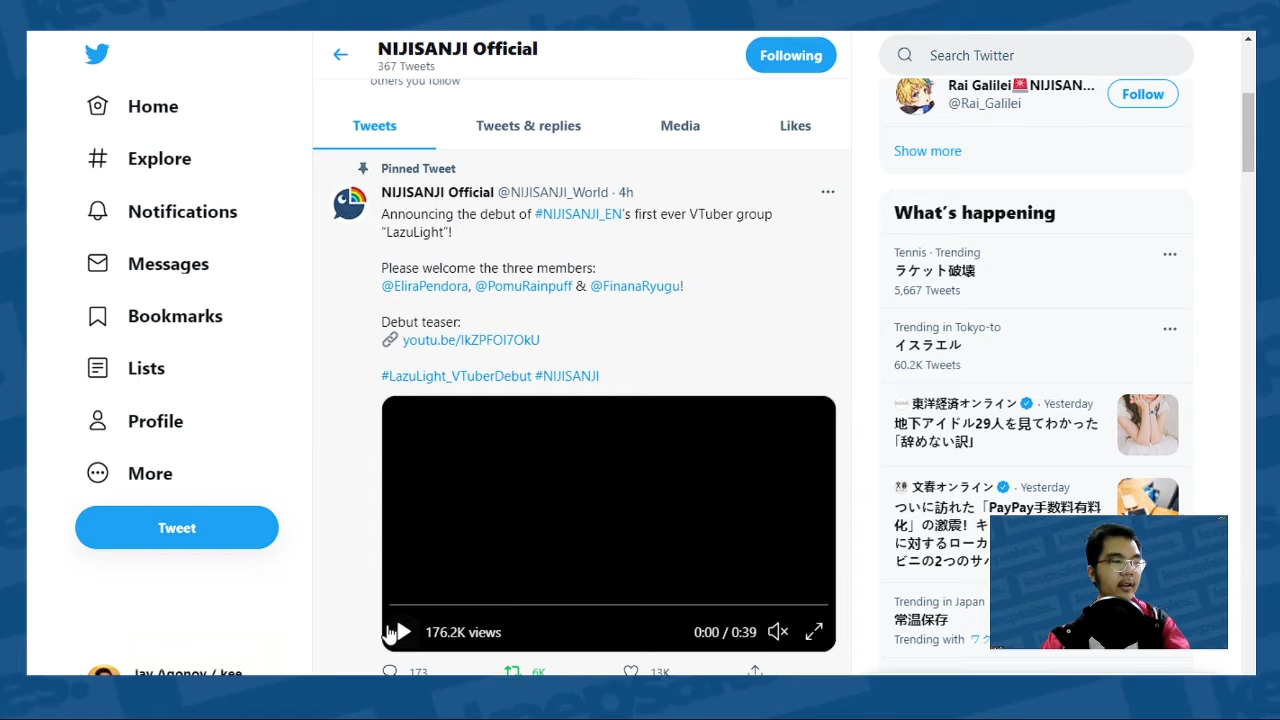 Home
Explore
Notifications
Messages
Bookmarks
Lists
Profile
More
Tweet
NIJISANJI Official
367 Tweets
Following
others you follow
Tweets
Tweets & replies
Media
Likes
Pinned Tweet
NIJISANJI Official @NIJISANJI_World · 4h
Announcing the debut of #NIJISANJI_EN's first ever VTuber group
“LazuLight”!
Please welcome the three members:
@EliraPendora, @PomuRainpuff & @FinanaRyugu!
Debut teaser:
youtu.be/IkZPFOI7OkU
#LazuLight_VTuberDebut #NIJISANJI
176.2K views
0:00 / 0:39
173
6K
13K
Search Twitter
Rai Galilei🚨NIJISAN...
@Rai_Galilei
Follow
Show more
What's happening
Tennis · Trending
ラケット破壊
5,667 Tweets
Trending in Tokyo-to
イスラエル
60.2K Tweets
東洋経済オンライン · Yesterday
地下アイドル29人を見てわかった
「辞めない訳」
文春オンライン · Yesterday
ついに訪れた「PayPay手数料有料
化」の激震！キ
に対するローカ
ビニの2つのサバ
Trending in Japan
常温保存
Trending with ワク